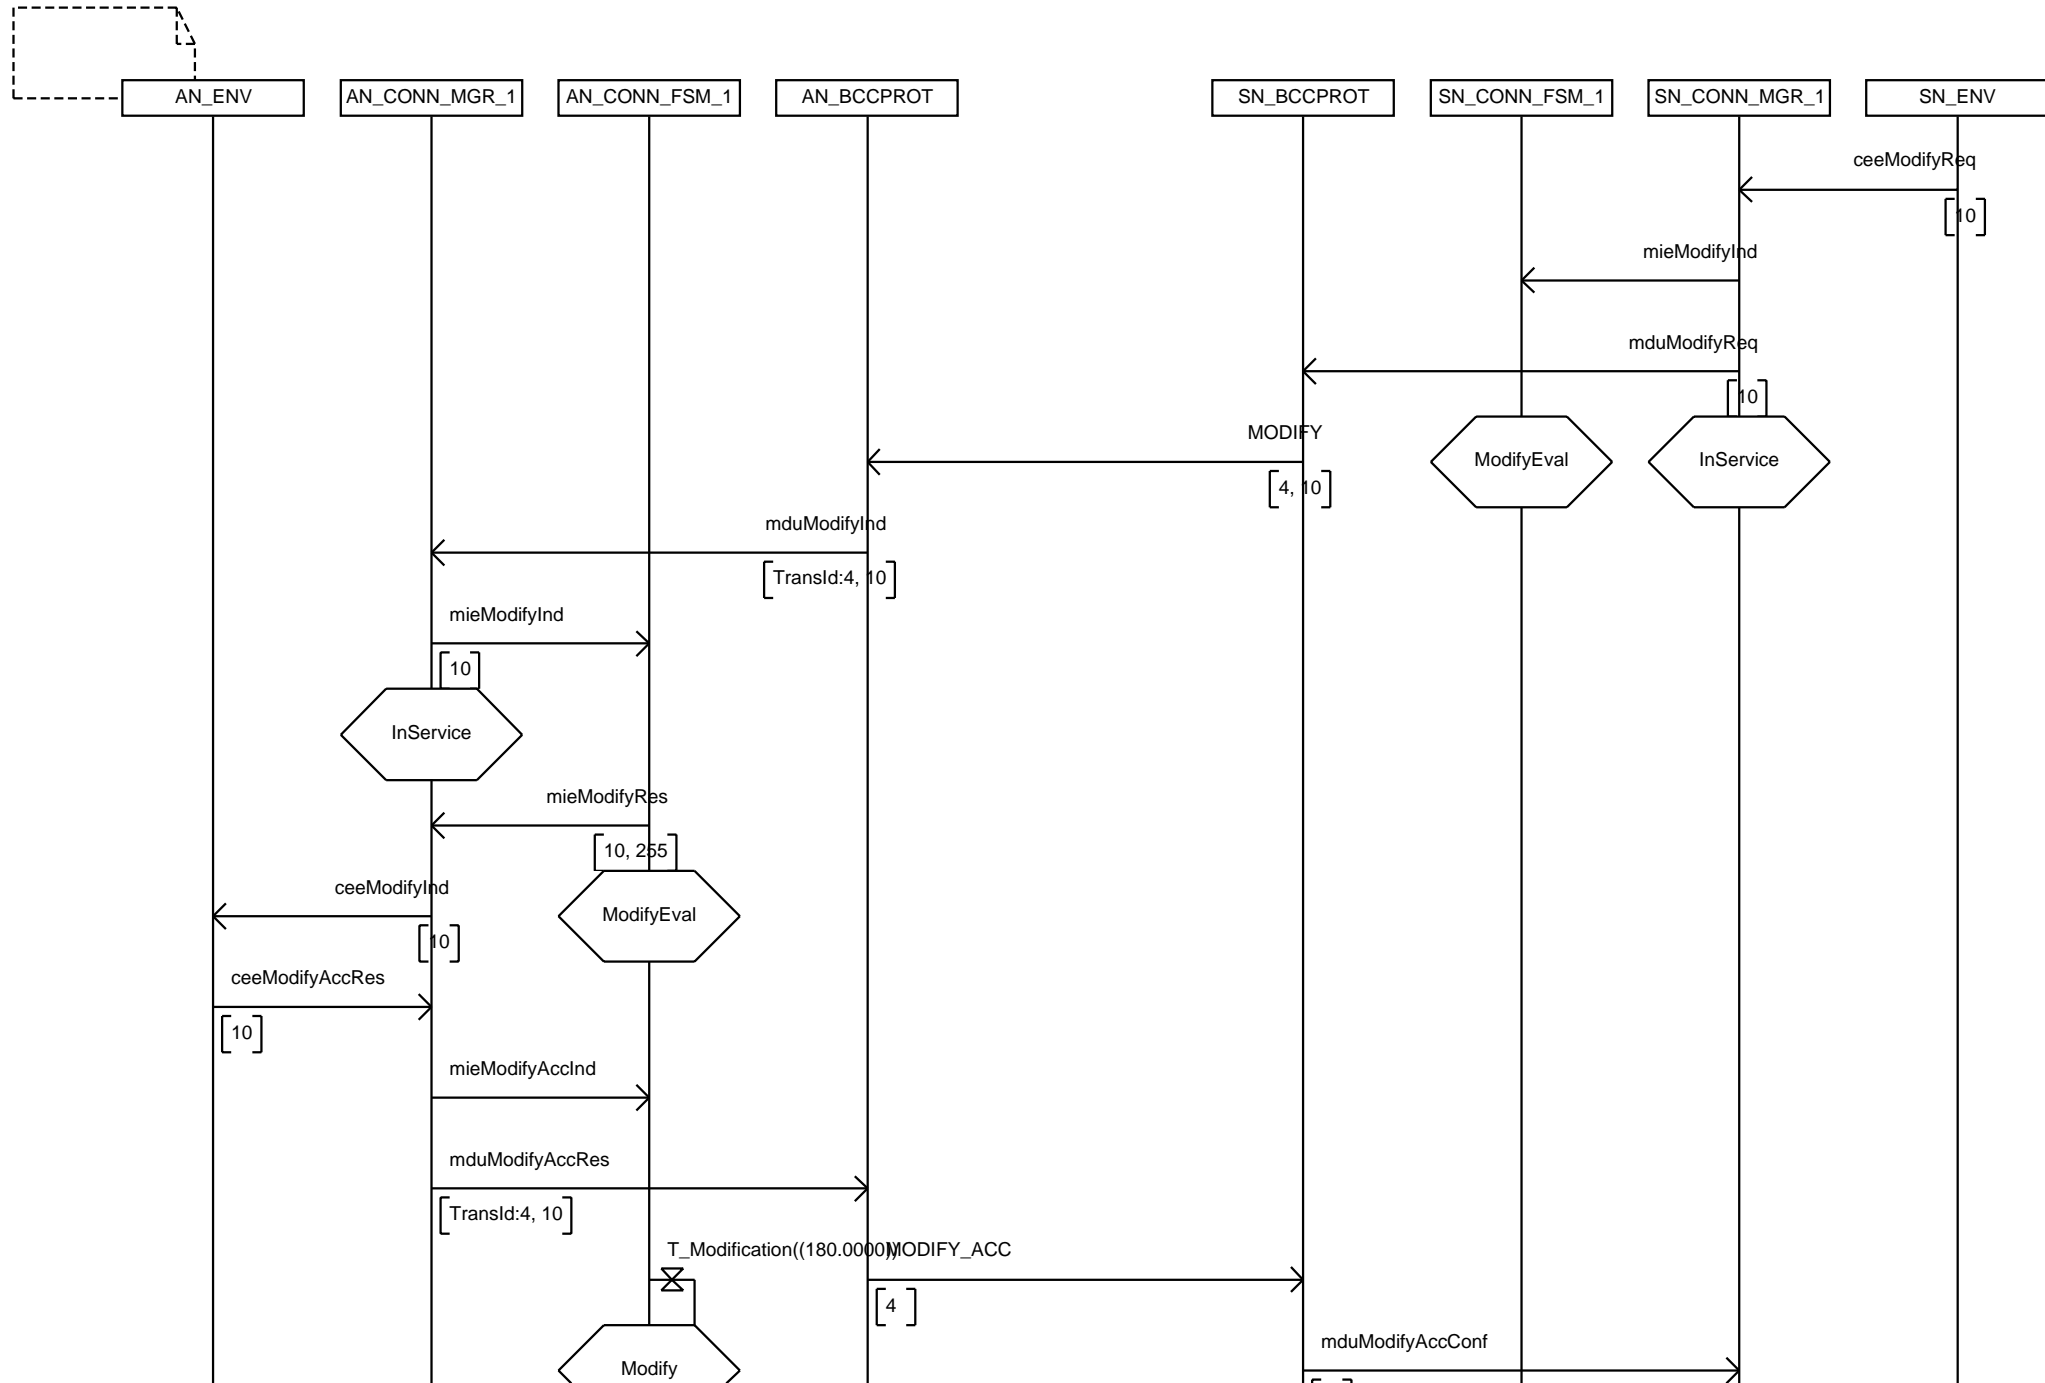 AN_ENV
AN_CONN_MGR_1
AN_CONN_FSM_1
AN_BCCPROT
SN_BCCPROT
SN_CONN_FSM_1
SN_CONN_MGR_1
SN_ENV
ceeModifyReq
10
mieModifyInd
mduModifyReq
10
MODIFY
ModifyEval
InService
4, 10
mduModifyInd
TransId:4, 10
mieModifyInd
10
InService
mieModifyRes
10, 255
ceeModifyInd
ModifyEval
10
ceeModifyAccRes
10
mieModifyAccInd
mduModifyAccRes
TransId:4, 10
T_Modification((180.0000))
MODIFY_ACC
4
mduModifyAccConf
Modify